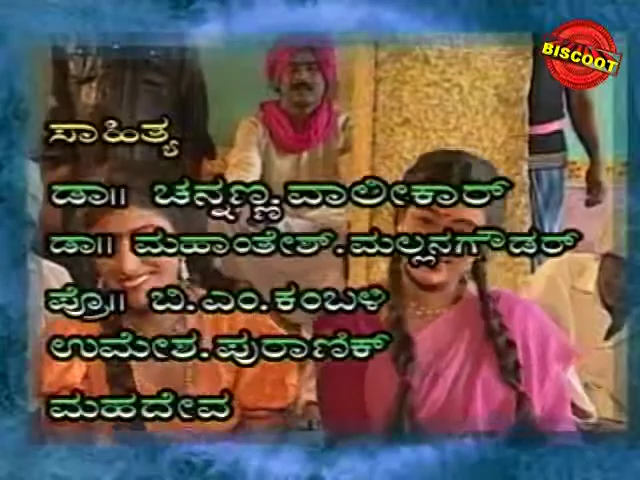 BISCOOT
ಸಾಹಿತ್ಯ
ಡಾ॥ ಚನ್ನಣ್ಣ.ವಾಲೀಕಾರ್
ಡಾ॥ ಮಹಾಂತೇಶ್.ಮಲ್ಲನಗೌಡರ್
ಪ್ರೊ॥ ಬಿ.ಎಂ.ಕಂಬಳಿ
ಉಮೇಶ.ಪುರಾಣಿಕ್
ಮಹದೇವ